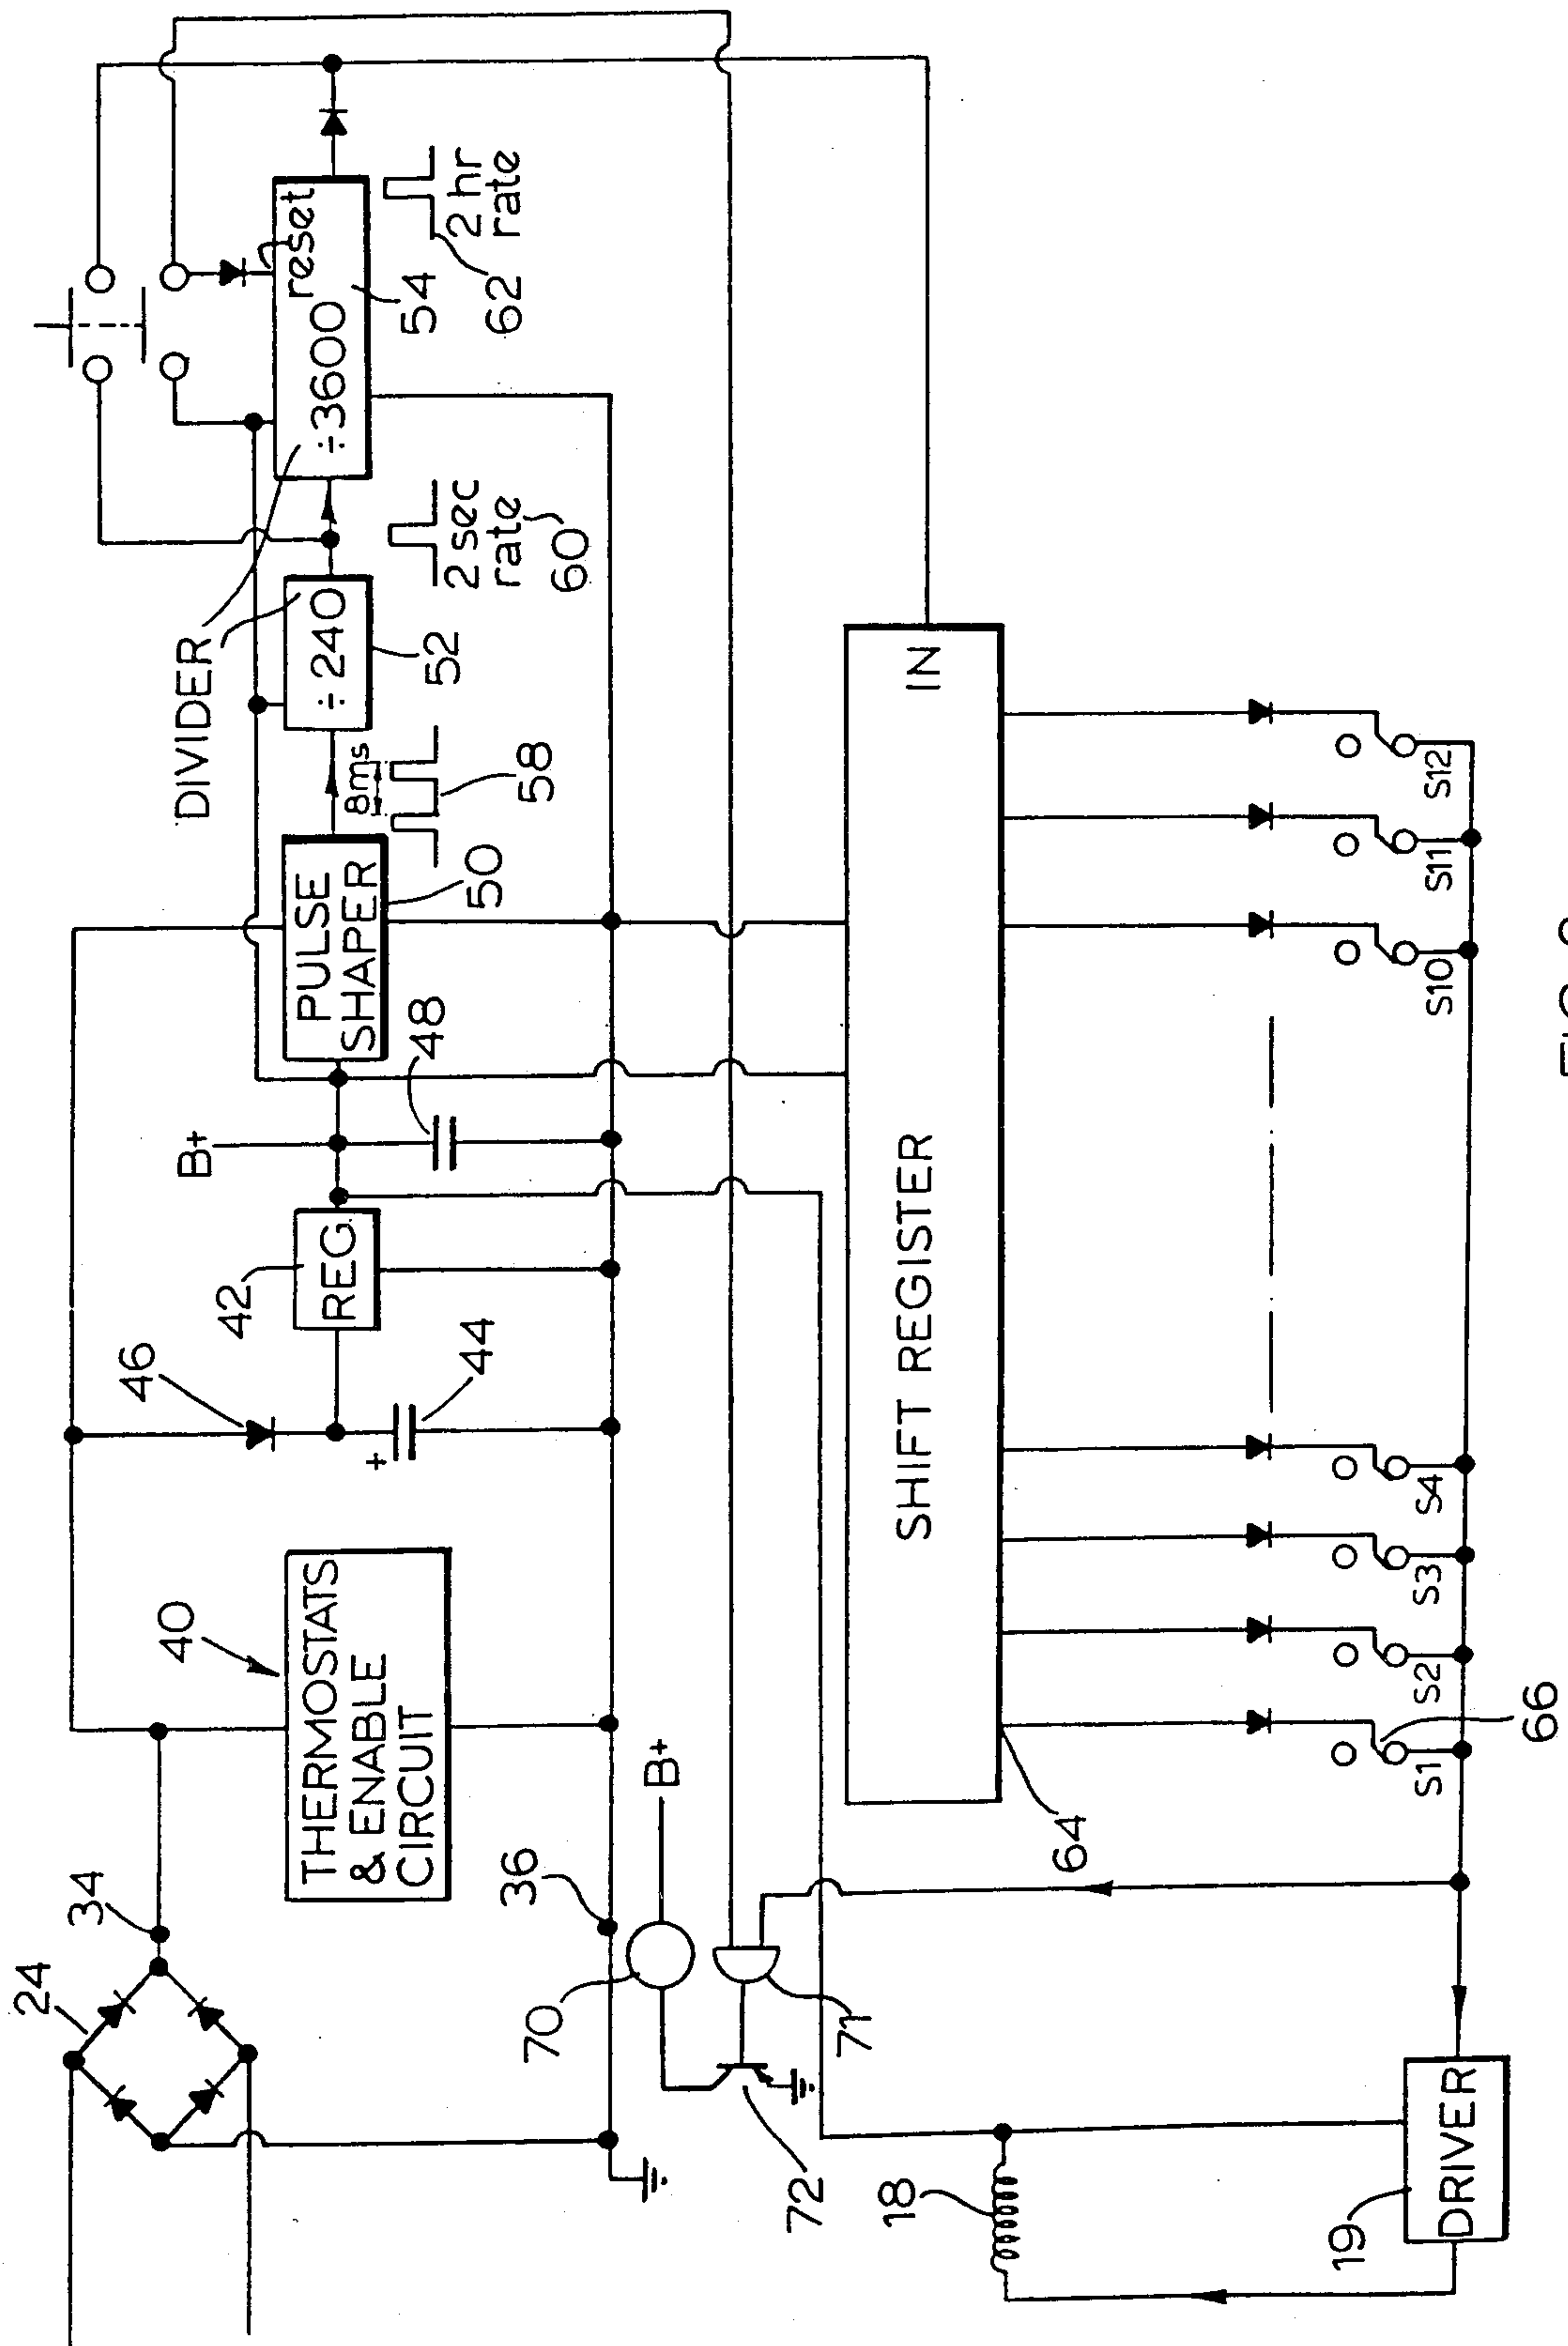 24
34
40
THERMOSTATS
& ENABLE
CIRCUIT
46
44
+
42
REG.
B+
48
PULSE
SHAPER
50
8ms
58
DIVIDER
÷ 240
52
2 sec
rate
60
÷3600
reset
54
2 hr
rate
62
36
70
B+
71
72
SHIFT REGISTER
IN
64
18
19
DRIVER
S1
S2
S3
S4
S10
S11
S12
66